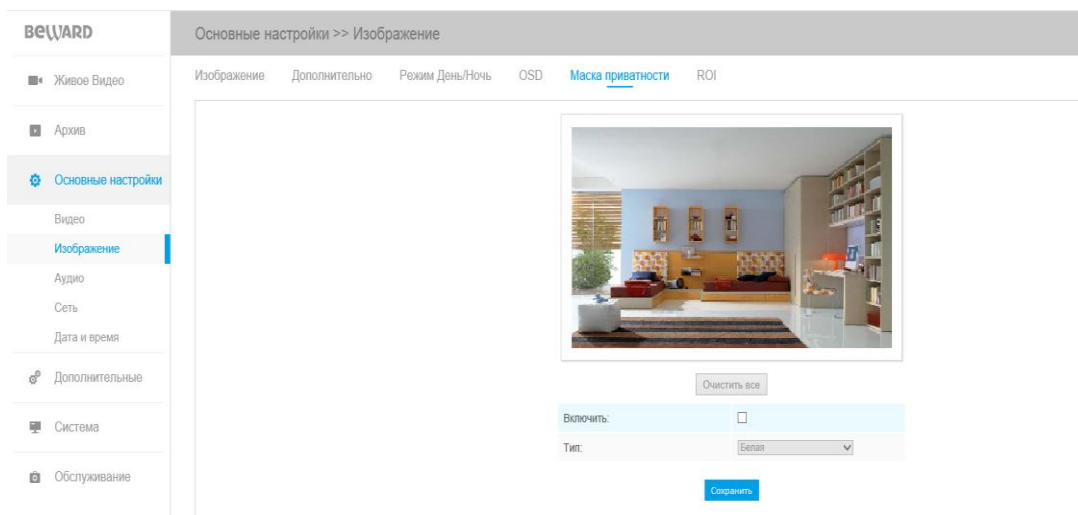 BEWARD
Основные настройки >> Изображение
Живое Видео
Архив
Основные настройки
Видео
Изображение
Аудио
Сеть
Дата и время
Дополнительные
Система
Обслуживание
Изображение Дополнительно Режим День/Ночь OSD Маска приватности ROI
Очистить все
Включить:
Тип: Белая
Сохранить